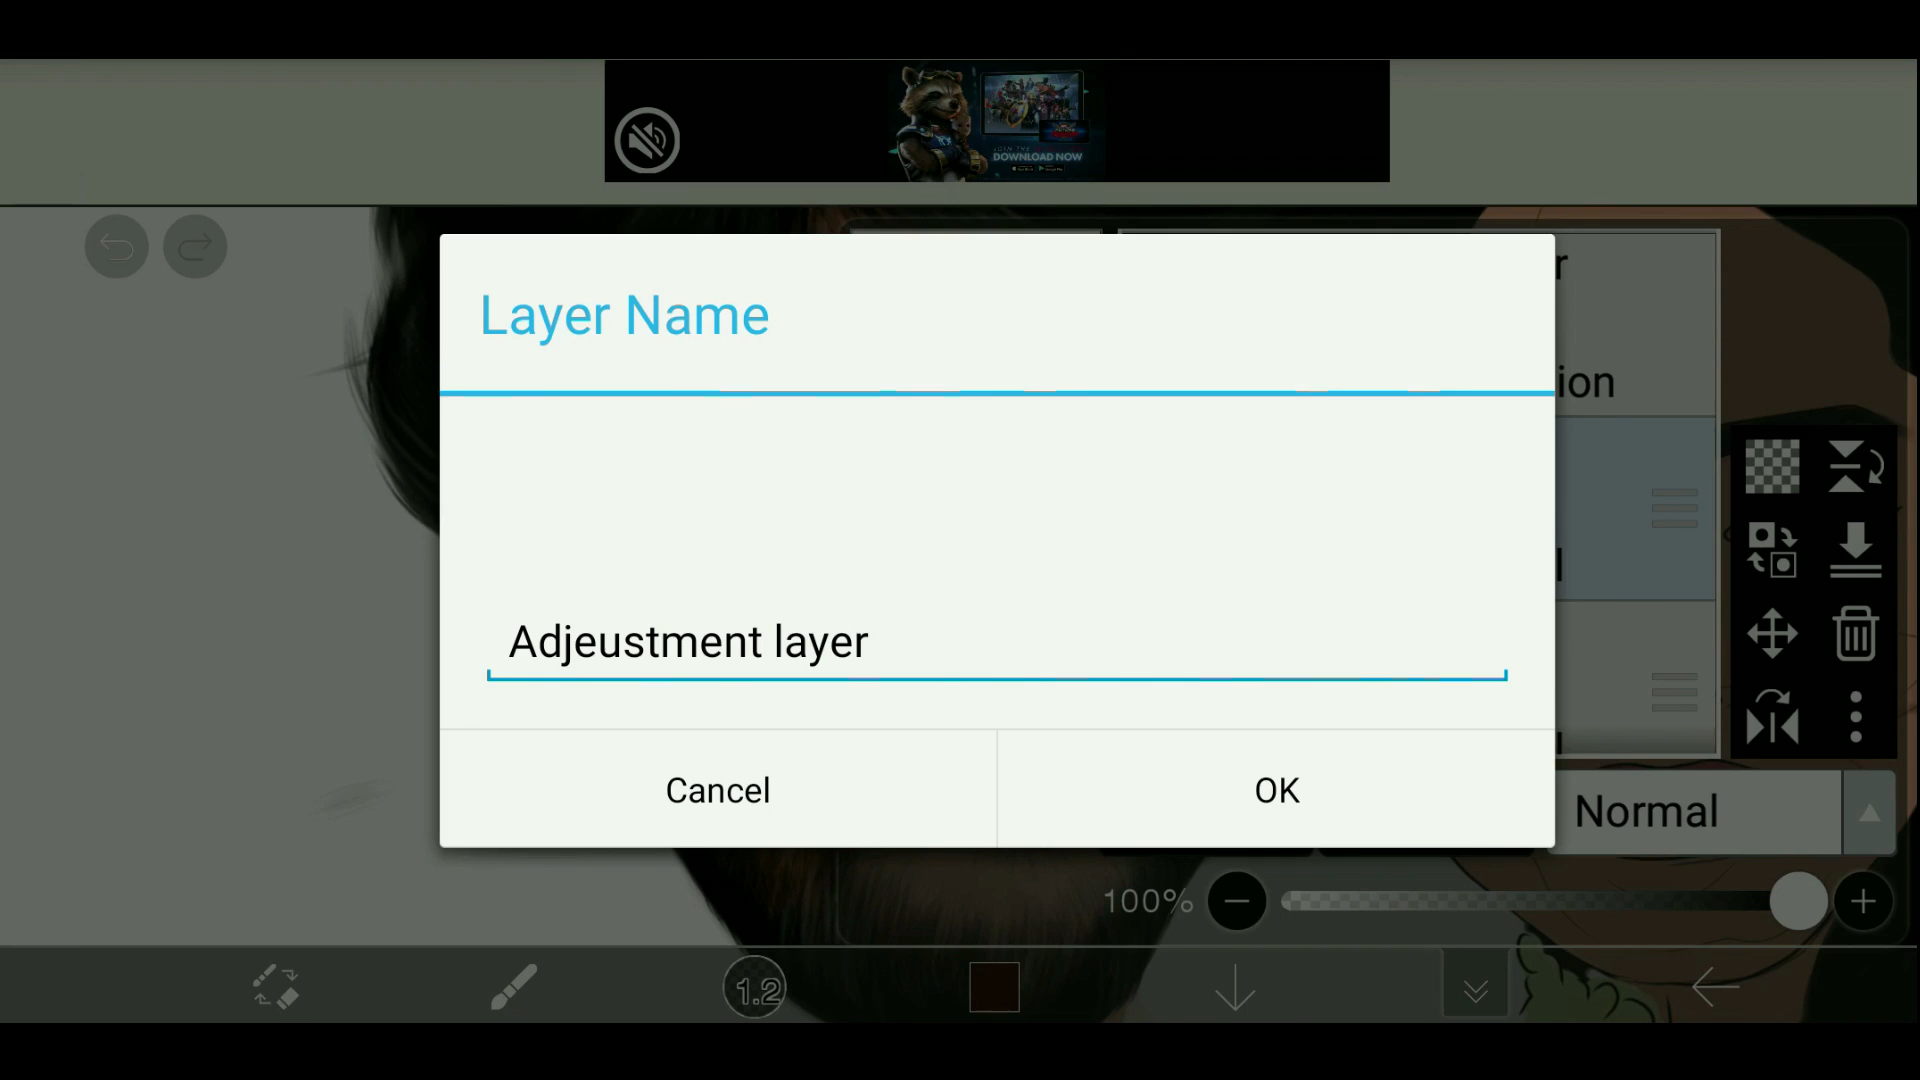 DOWNLOAD NOW
Layer Name
r
ion
Adjeustment layer
Cancel
OK
Normal
100%
1.2